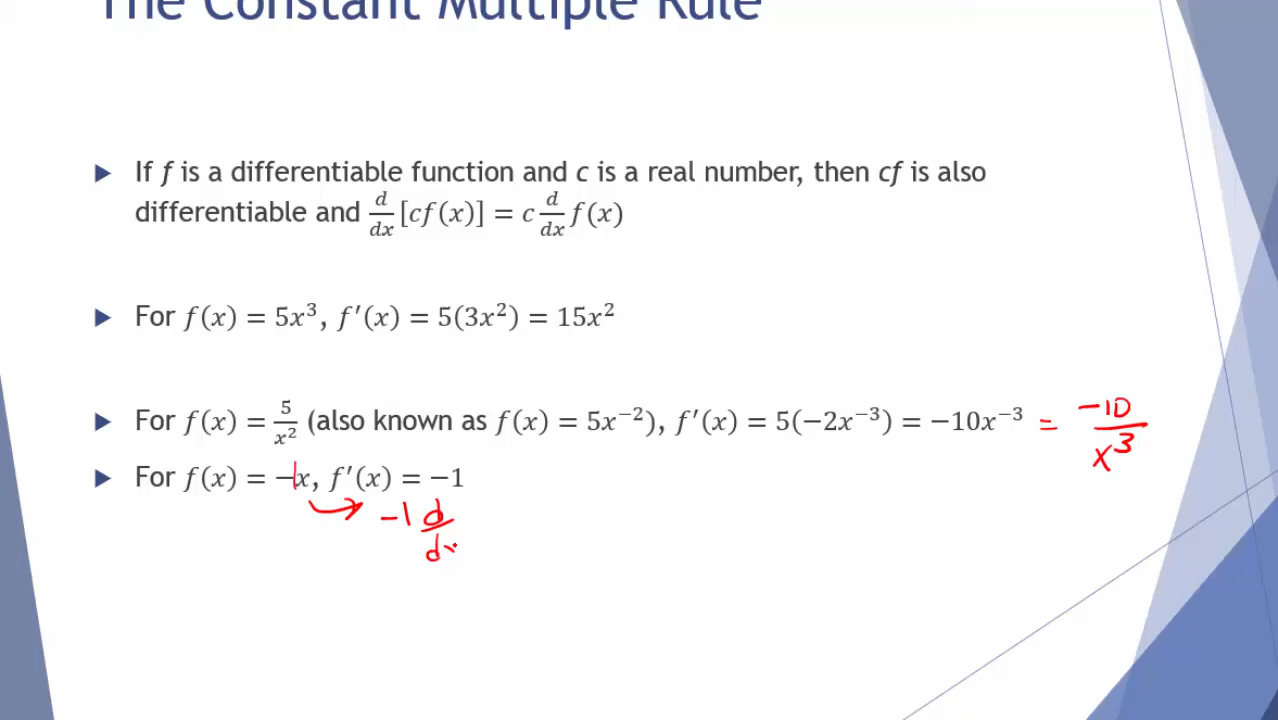 The Constant Multiple Rule
If f is a differentiable function and c is a real number, then cf is also
differentiable and d/dx [cf(x)] = c d/dx f(x)
For f(x) = 5x³, f′(x) = 5(3x²) = 15x²
For f(x) = 5/x² (also known as f(x) = 5x⁻²), f′(x) = 5(−2x⁻³) = −10x⁻³ = −10/x³
For f(x) = −1x, f′(x) = −1
→ −1 d/dx